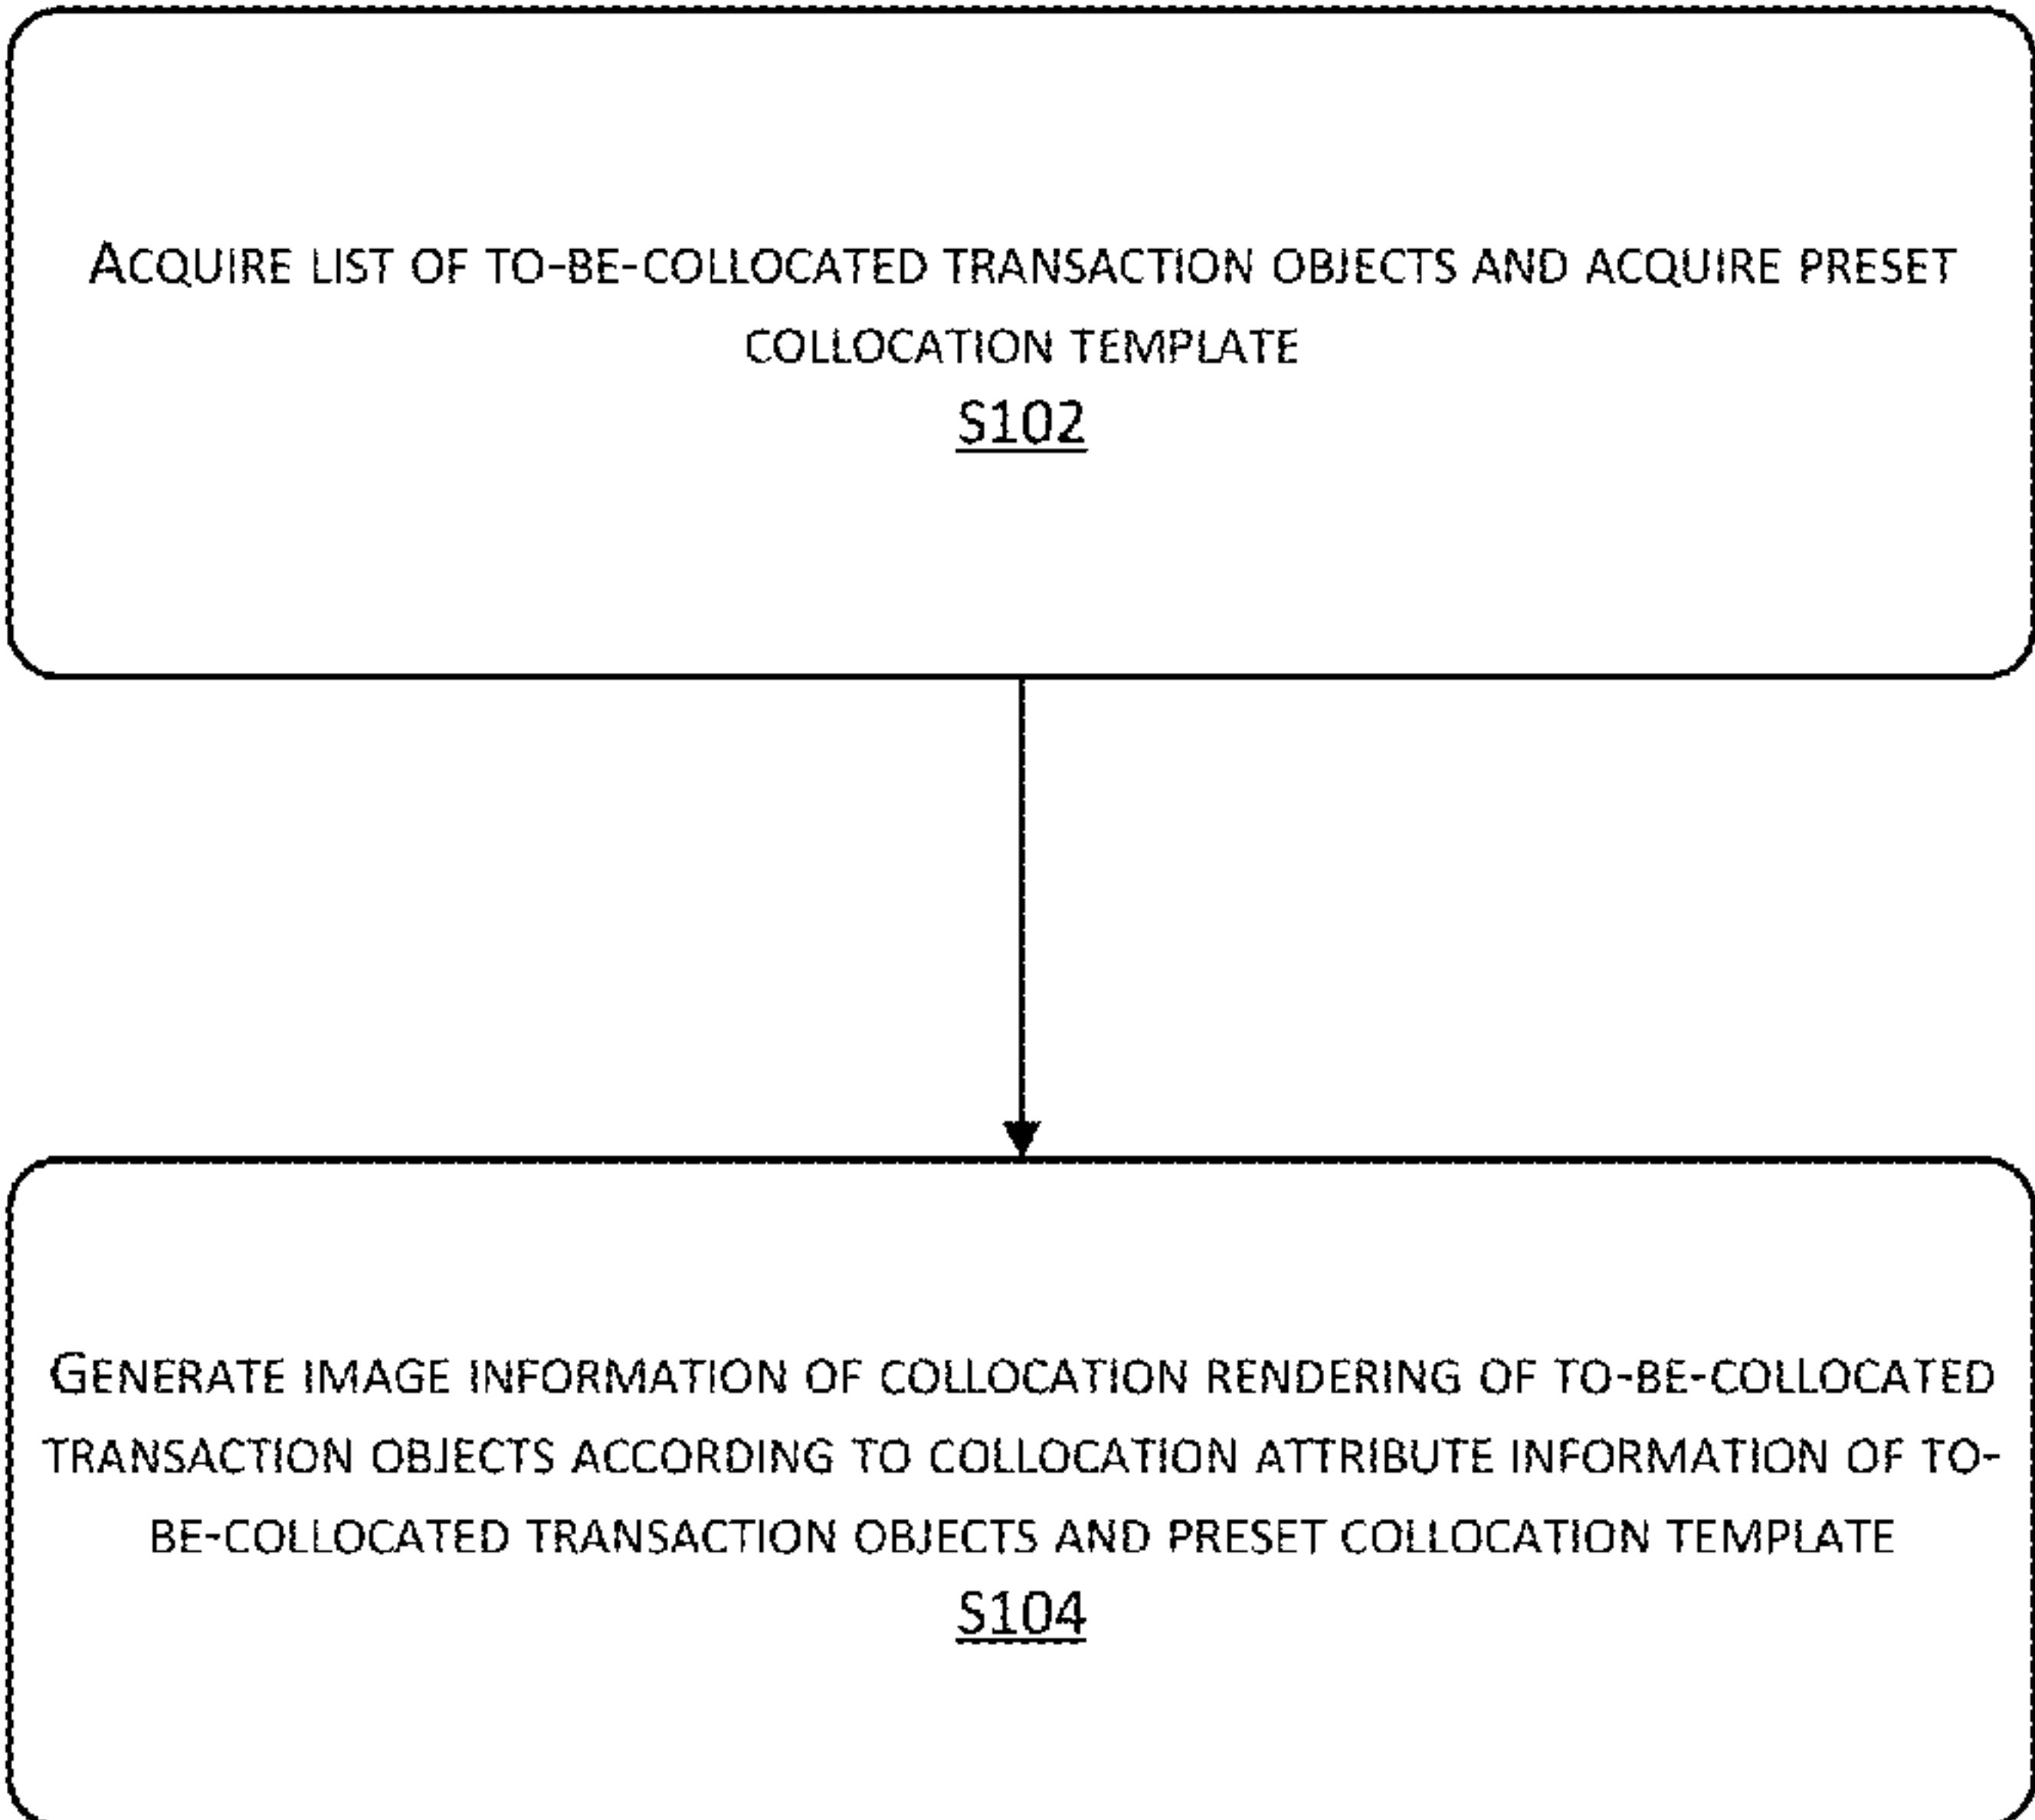 ACQUIRE LIST OF TO-BE-COLLOCATED TRANSACTION OBJECTS AND ACQUIRE PRESET
COLLOCATION TEMPLATE
S102
GENERATE IMAGE INFORMATION OF COLLOCATION RENDERING OF TO-BE-COLLOCATED
TRANSACTION OBJECTS ACCORDING TO COLLOCATION ATTRIBUTE INFORMATION OF TO-
BE-COLLOCATED TRANSACTION OBJECTS AND PRESET COLLOCATION TEMPLATE
S104